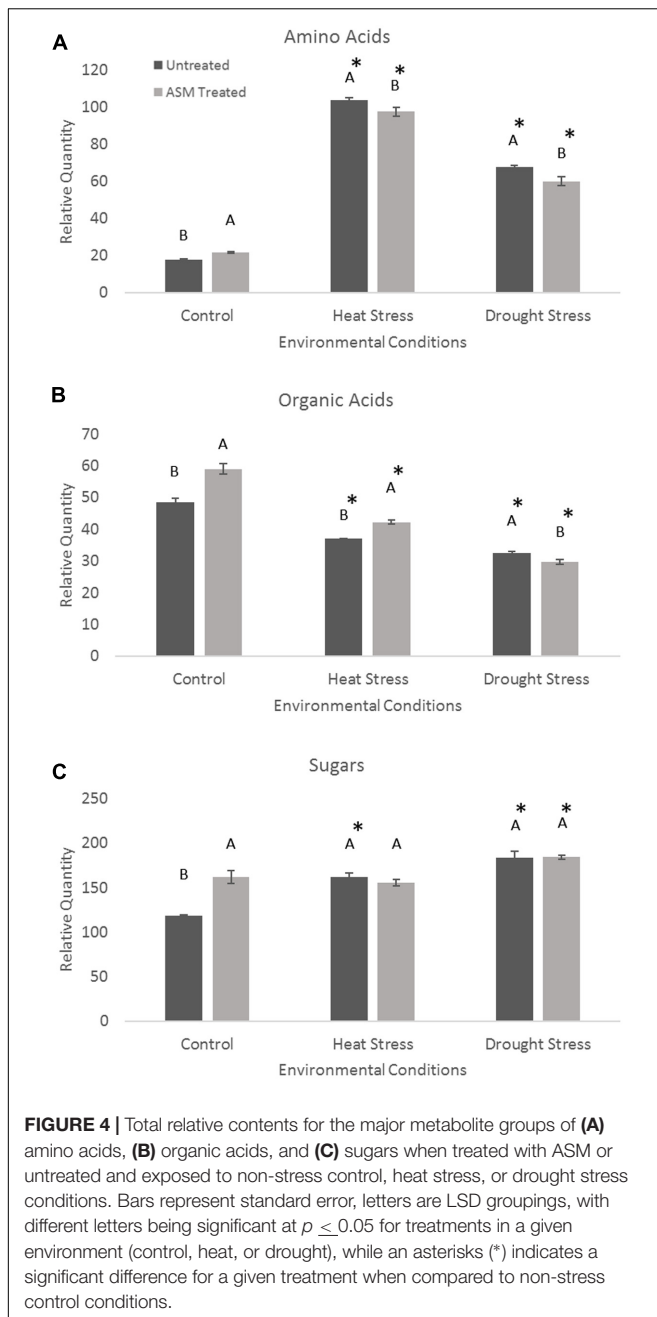 A
Amino Acids
Untreated
ASM Treated
Relative Quantity
120
100
80
60
40
20
0
B
A
*
A
*
B
*
A
*
B
Control
Heat Stress
Drought Stress
Environmental Conditions
B
Organic Acids
Relative Quantity
70
60
50
40
30
20
10
0
B
A
B*
*
A
*
A
*
B
Control
Heat Stress
Drought Stress
Environmental Conditions
C
Sugars
Relative Quantity
250
200
150
100
50
0
B
A
*
A
A
*
A
*
A
Control
Heat Stress
Drought Stress
Environmental Conditions
FIGURE 4 | Total relative contents for the major metabolite groups of (A)
amino acids, (B) organic acids, and (C) sugars when treated with ASM or
untreated and exposed to non-stress control, heat stress, or drought stress
conditions. Bars represent standard error, letters are LSD groupings, with
different letters being significant at p ≤ 0.05 for treatments in a given
environment (control, heat, or drought), while an asterisks (*) indicates a
significant difference for a given treatment when compared to non-stress
control conditions.